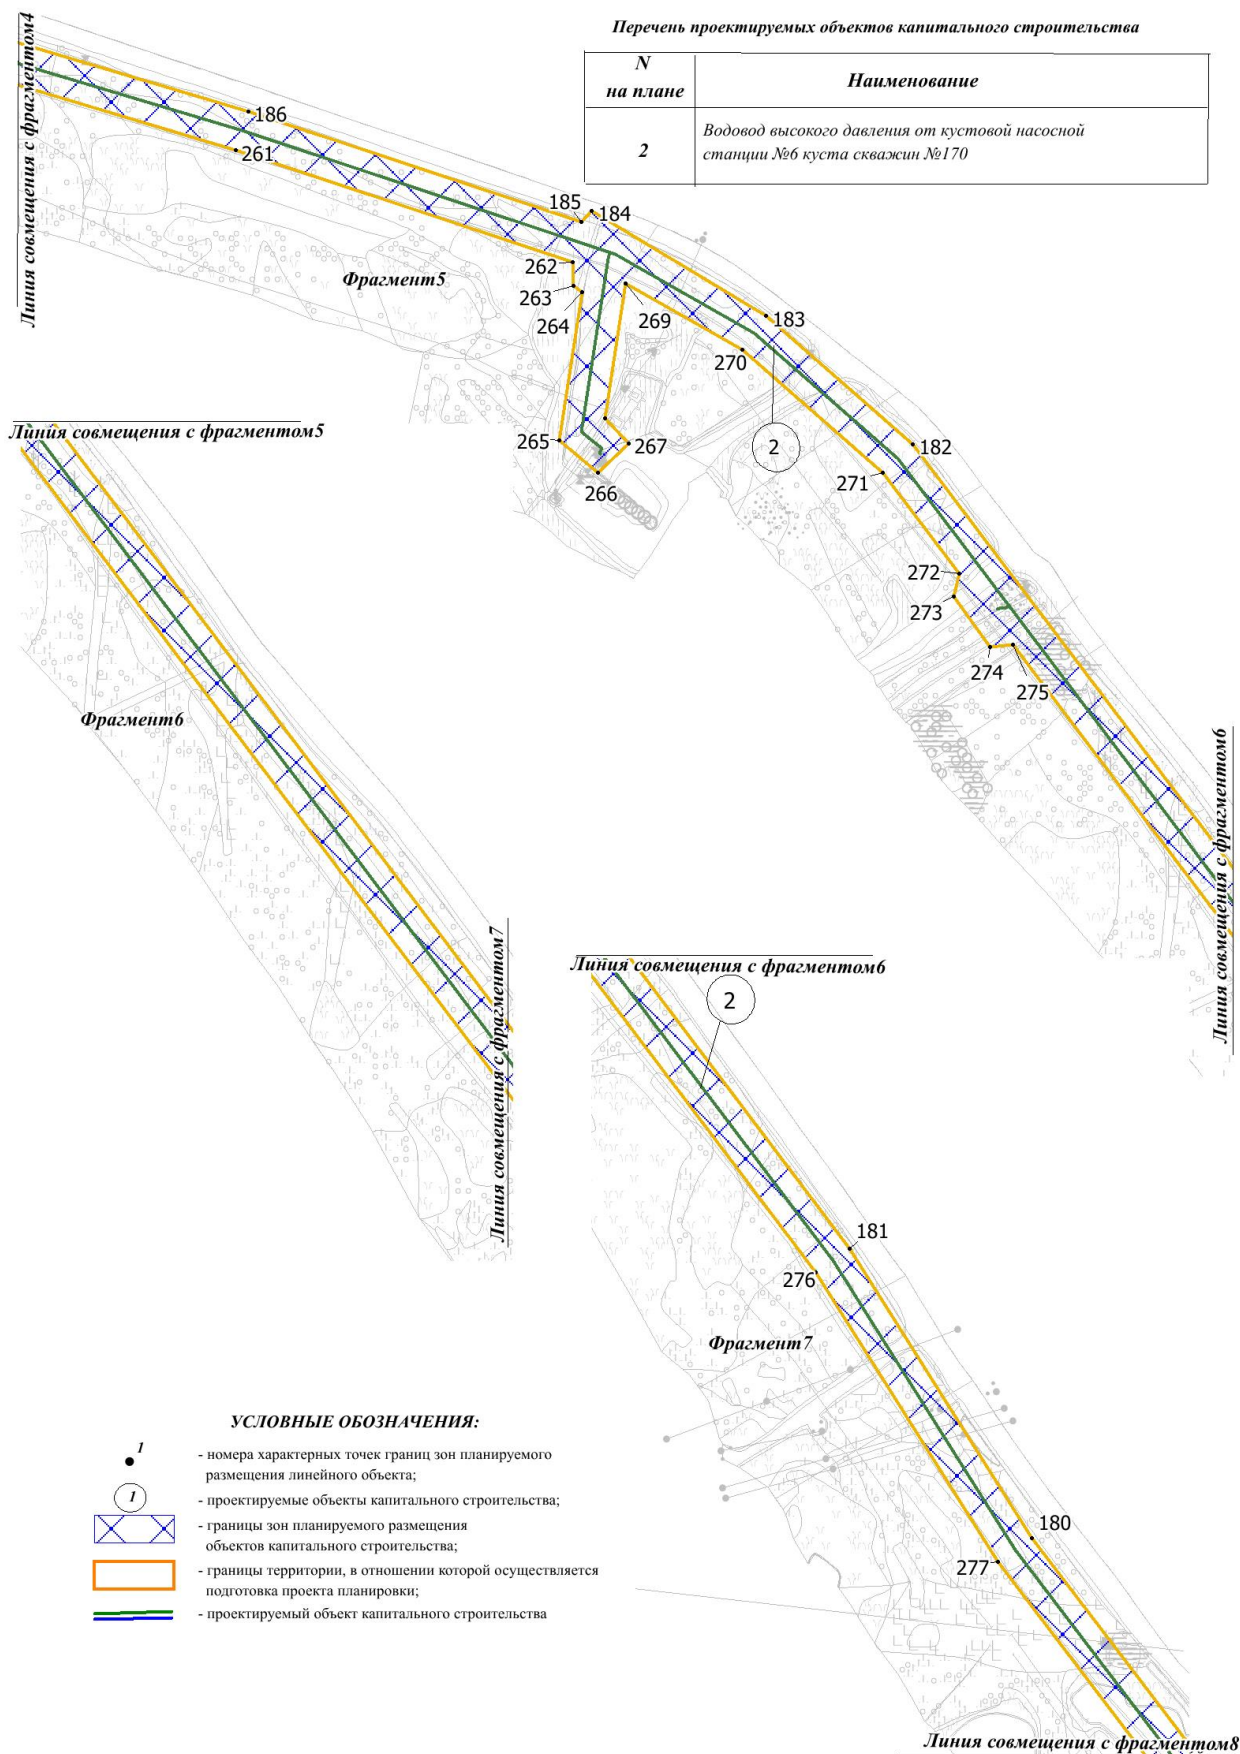 Перечень проектируемых объектов капитального строительства
N
на плане
Наименование
2
Водовод высокого давления от кустовой насосной
станции №6 куста скважин №170
Линия совмещения с фрагментом4
186
261
185
184
262
263
264
269
183
270
Фрагмент5
265
267
266
2
182
271
272
273
274
275
Линия совмещения с фрагментом6
Линия совмещения с фрагментом5
Фрагмент6
Линия совмещения с фрагментом7
Линия совмещения с фрагментом6
2
181
276
Фрагмент7
180
277
Линия совмещения с фрагментом8
УСЛОВНЫЕ ОБОЗНАЧЕНИЯ:
1
- номера характерных точек границ зон планируемого
размещения линейного объекта;
1
- проектируемые объекты капитального строительства;
- границы зон планируемого размещения
объектов капитального строительства;
- границы территории, в отношении которой осуществляется
подготовка проекта планировки;
- проектируемый объект капитального строительства